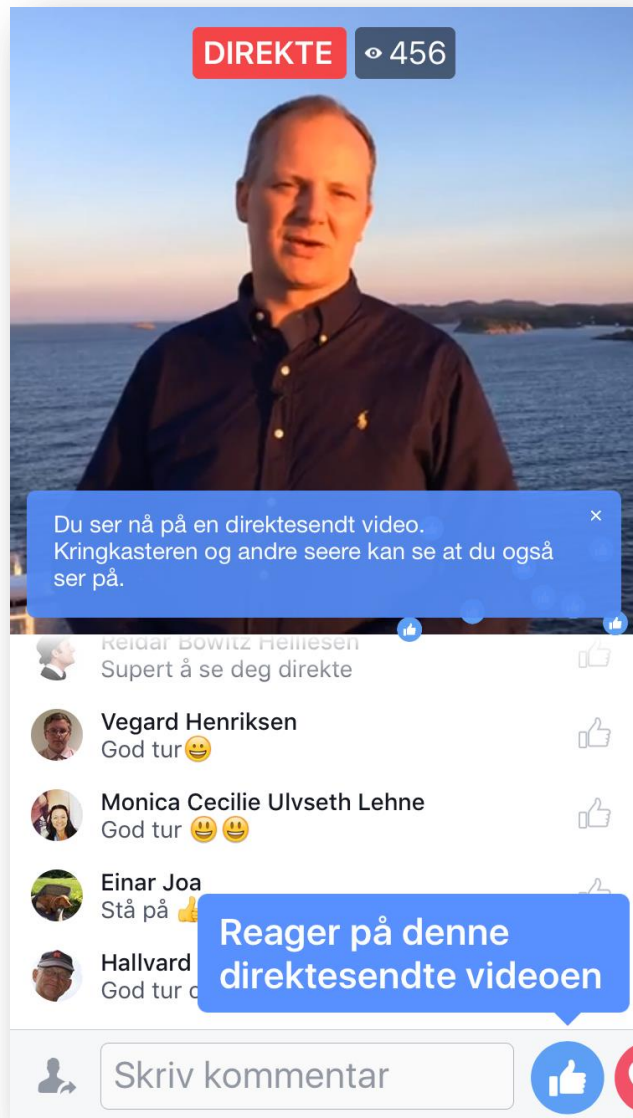 DIREKTE 456
Du ser nå på en direktesendt video.
Kringkasteren og andre seere kan se at du også
ser på.
Reidar Bowitz Heillesen
Supert å se deg direkte
Vegard Henriksen
God tur😀
Monica Cecilie Ulvseth Lehne
God tur 😃 😃
Einar Joa
Stå på 👍
Hallvard
God tur
Reager på denne
direktesendte videoen
Skriv kommentar